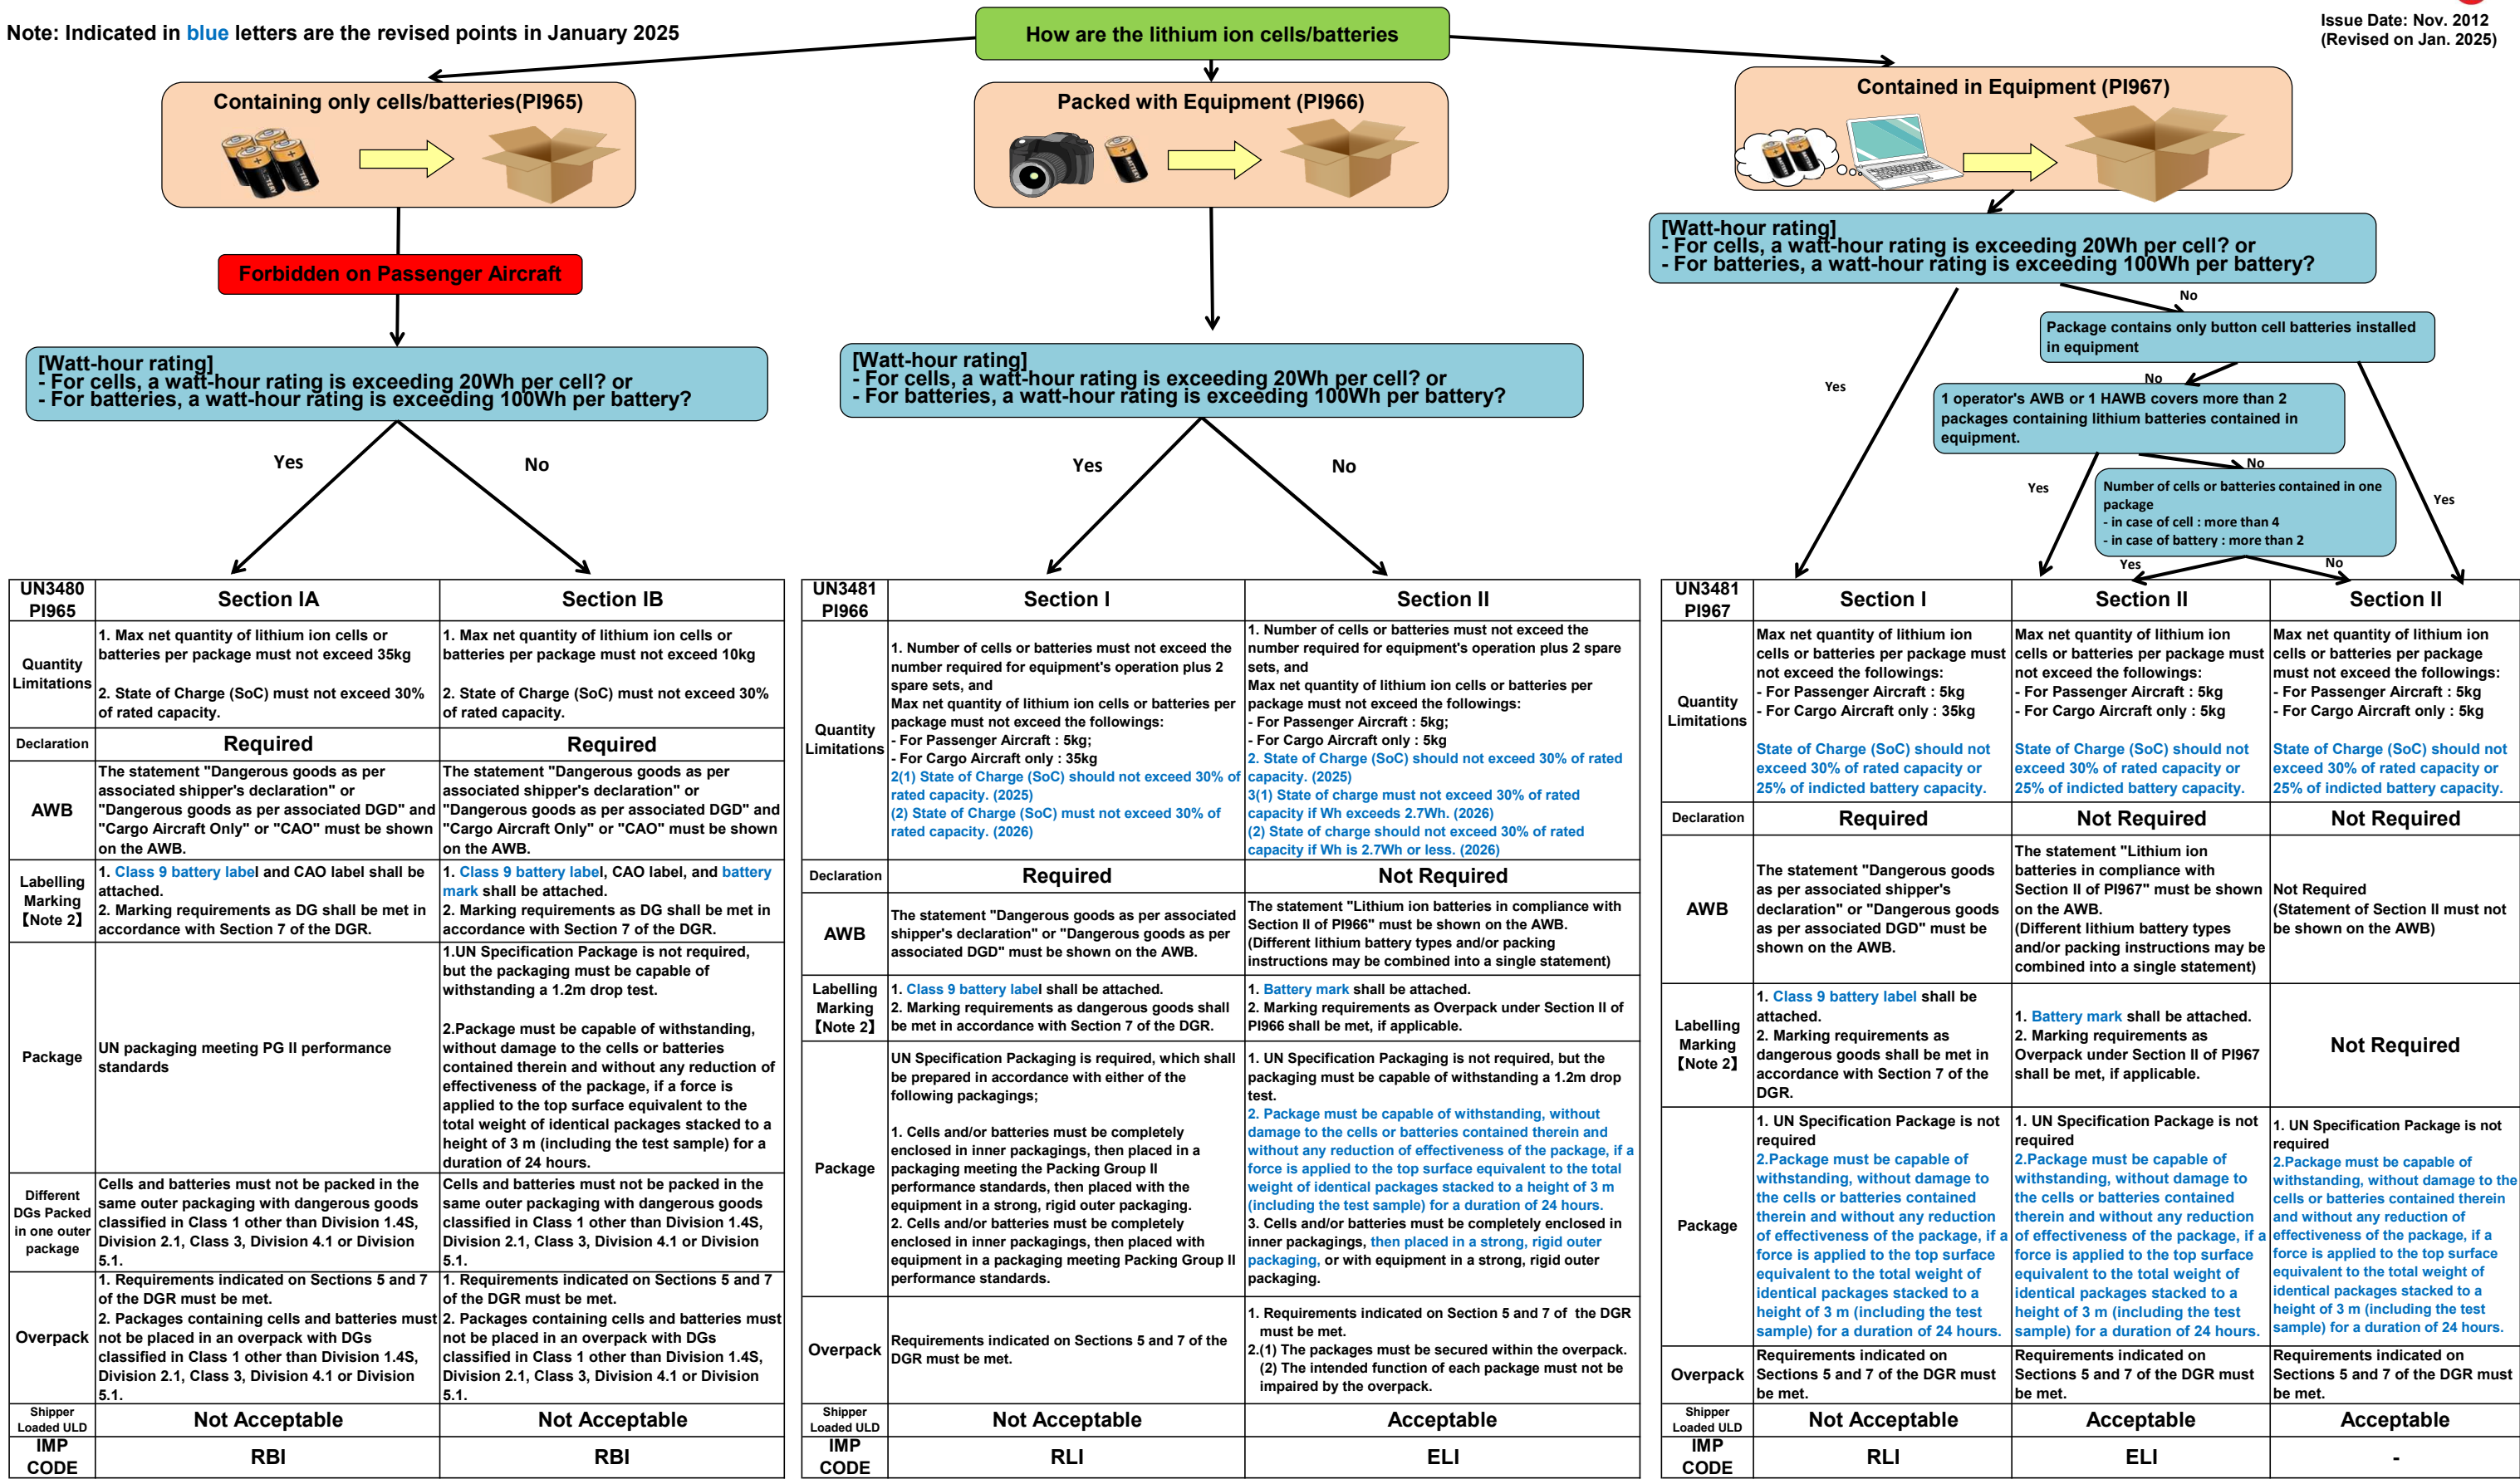 Note: Indicated in blue letters are the revised points in January 2025
How are the lithium ion cells/batteries
Issue Date: Nov. 2012
(Revised on Jan. 2025)
Containing only cells/batteries(PI965)
Packed with Equipment (PI966)
Contained in Equipment (PI967)
Forbidden on Passenger Aircraft
[Watt-hour rating]
- For cells, a watt-hour rating is exceeding 20Wh per cell? or
- For batteries, a watt-hour rating is exceeding 100Wh per battery?
Yes
No
[Watt-hour rating]
- For cells, a watt-hour rating is exceeding 20Wh per cell? or
- For batteries, a watt-hour rating is exceeding 100Wh per battery?
Yes
No
[Watt-hour rating]
- For cells, a watt-hour rating is exceeding 20Wh per cell? or
- For batteries, a watt-hour rating is exceeding 100Wh per battery?
No
Yes
Package contains only button cell batteries installed
in equipment
No
Yes
1 operator's AWB or 1 HAWB covers more than 2
packages containing lithium batteries contained in
equipment.
No
Yes
Number of cells or batteries contained in one
package
- in case of cell : more than 4
- in case of battery : more than 2
Yes
No
UN3480
PI965
Section IA
Section IB
Quantity
Limitations
1. Max net quantity of lithium ion cells or
batteries per package must not exceed 35kg
2. State of Charge (SoC) must not exceed 30%
of rated capacity.
1. Max net quantity of lithium ion cells or
batteries per package must not exceed 10kg
2. State of Charge (SoC) must not exceed 30%
of rated capacity.
Declaration
Required
Required
AWB
The statement "Dangerous goods as per
associated shipper's declaration" or
"Dangerous goods as per associated DGD" and
"Cargo Aircraft Only" or "CAO" must be shown
on the AWB.
The statement "Dangerous goods as per
associated shipper's declaration" or
"Dangerous goods as per associated DGD" and
"Cargo Aircraft Only" or "CAO" must be shown
on the AWB.
Labelling
Marking
【Note 2】
1. Class 9 battery label and CAO label shall be
attached.
2. Marking requirements as DG shall be met in
accordance with Section 7 of the DGR.
1. Class 9 battery label, CAO label, and battery
mark shall be attached.
2. Marking requirements as DG shall be met in
accordance with Section 7 of the DGR.
Package
UN packaging meeting PG II performance
standards
1.UN Specification Package is not required,
but the packaging must be capable of
withstanding a 1.2m drop test.
2.Package must be capable of withstanding,
without damage to the cells or batteries
contained therein and without any reduction of
effectiveness of the package, if a force is
applied to the top surface equivalent to the
total weight of identical packages stacked to a
height of 3 m (including the test sample) for a
duration of 24 hours.
Different
DGs Packed
in one outer
package
Cells and batteries must not be packed in the
same outer packaging with dangerous goods
classified in Class 1 other than Division 1.4S,
Division 2.1, Class 3, Division 4.1 or Division
5.1.
Cells and batteries must not be packed in the
same outer packaging with dangerous goods
classified in Class 1 other than Division 1.4S,
Division 2.1, Class 3, Division 4.1 or Division
5.1.
Overpack
1. Requirements indicated on Sections 5 and 7
of the DGR must be met.
2. Packages containing cells and batteries must
not be placed in an overpack with DGs
classified in Class 1 other than Division 1.4S,
Division 2.1, Class 3, Division 4.1 or Division
5.1.
1. Requirements indicated on Sections 5 and 7
of the DGR must be met.
2. Packages containing cells and batteries must
not be placed in an overpack with DGs
classified in Class 1 other than Division 1.4S,
Division 2.1, Class 3, Division 4.1 or Division
5.1.
Shipper
Loaded ULD
Not Acceptable
Not Acceptable
IMP
CODE
RBI
RBI
UN3481
PI966
Section I
Section II
Quantity
Limitations
1. Number of cells or batteries must not exceed the
number required for equipment's operation plus 2
spare sets, and
Max net quantity of lithium ion cells or batteries per
package must not exceed the followings:
- For Passenger Aircraft : 5kg;
- For Cargo Aircraft only : 35kg
2(1) State of Charge (SoC) should not exceed 30% of
rated capacity. (2025)
(2) State of Charge (SoC) must not exceed 30% of
rated capacity. (2026)
1. Number of cells or batteries must not exceed the
number required for equipment's operation plus 2 spare
sets, and
Max net quantity of lithium ion cells or batteries per
package must not exceed the followings:
- For Passenger Aircraft : 5kg;
- For Cargo Aircraft only : 5kg
2. State of Charge (SoC) should not exceed 30% of rated
capacity. (2025)
3(1) State of charge must not exceed 30% of rated
capacity if Wh exceeds 2.7Wh. (2026)
(2) State of charge should not exceed 30% of rated
capacity if Wh is 2.7Wh or less. (2026)
Declaration
Required
Not Required
AWB
The statement "Dangerous goods as per associated
shipper's declaration" or "Dangerous goods as per
associated DGD" must be shown on the AWB.
The statement "Lithium ion batteries in compliance with
Section II of PI966" must be shown on the AWB.
(Different lithium battery types and/or packing
instructions may be combined into a single statement)
Labelling
Marking
【Note 2】
1. Class 9 battery label shall be attached.
2. Marking requirements as dangerous goods shall
be met in accordance with Section 7 of the DGR.
1. Battery mark shall be attached.
2. Marking requirements as Overpack under Section II of
PI966 shall be met, if applicable.
Package
UN Specification Packaging is required, which shall
be prepared in accordance with either of the
following packagings;
1. Cells and/or batteries must be completely
enclosed in inner packagings, then placed in a
packaging meeting the Packing Group II
performance standards, then placed with the
equipment in a strong, rigid outer packaging.
2. Cells and/or batteries must be completely
enclosed in inner packagings, then placed with
equipment in a packaging meeting Packing Group II
performance standards.
1. UN Specification Packaging is not required, but the
packaging must be capable of withstanding a 1.2m drop
test.
2. Package must be capable of withstanding, without
damage to the cells or batteries contained therein and
without any reduction of effectiveness of the package, if a
force is applied to the top surface equivalent to the total
weight of identical packages stacked to a height of 3 m
(including the test sample) for a duration of 24 hours.
3. Cells and/or batteries must be completely enclosed in
inner packagings, then placed in a strong, rigid outer
packaging, or with equipment in a strong, rigid outer
packaging.
Overpack
Requirements indicated on Sections 5 and 7 of the
DGR must be met.
1. Requirements indicated on Section 5 and 7 of the DGR
must be met.
2.(1) The packages must be secured within the overpack.
(2) The intended function of each package must not be
impaired by the overpack.
Shipper
Loaded ULD
Not Acceptable
Acceptable
IMP
CODE
RLI
ELI
UN3481
PI967
Section I
Section II
Section II
Quantity
Limitations
Max net quantity of lithium ion
cells or batteries per package must
not exceed the followings:
- For Passenger Aircraft : 5kg
- For Cargo Aircraft only : 35kg
State of Charge (SoC) should not
exceed 30% of rated capacity or
25% of indicted battery capacity.
Max net quantity of lithium ion
cells or batteries per package must
not exceed the followings:
- For Passenger Aircraft : 5kg
- For Cargo Aircraft only : 5kg
State of Charge (SoC) should not
exceed 30% of rated capacity or
25% of indicted battery capacity.
Max net quantity of lithium ion
cells or batteries per package
must not exceed the followings:
- For Passenger Aircraft : 5kg
- For Cargo Aircraft only : 5kg
State of Charge (SoC) should not
exceed 30% of rated capacity or
25% of indicted battery capacity.
Declaration
Required
Not Required
Not Required
AWB
The statement "Dangerous goods
as per associated shipper's
declaration" or "Dangerous goods
as per associated DGD" must be
shown on the AWB.
The statement "Lithium ion
batteries in compliance with
Section II of PI967" must be shown
on the AWB.
(Different lithium battery types
and/or packing instructions may be
combined into a single statement)
Not Required
(Statement of Section II must not
be shown on the AWB)
Labelling
Marking
【Note 2】
1. Class 9 battery label shall be
attached.
2. Marking requirements as
dangerous goods shall be met in
accordance with Section 7 of the
DGR.
1. Battery mark shall be attached.
2. Marking requirements as
Overpack under Section II of PI967
shall be met, if applicable.
Not Required
Package
1. UN Specification Package is not
required
2.Package must be capable of
withstanding, without damage to
the cells or batteries contained
therein and without any reduction
of effectiveness of the package, if a
force is applied to the top surface
equivalent to the total weight of
identical packages stacked to a
height of 3 m (including the test
sample) for a duration of 24 hours.
1. UN Specification Package is not
required
2.Package must be capable of
withstanding, without damage to
the cells or batteries contained
therein and without any reduction
of effectiveness of the package, if a
force is applied to the top surface
equivalent to the total weight of
identical packages stacked to a
height of 3 m (including the test
sample) for a duration of 24 hours.
1. UN Specification Package is not
required
2.Package must be capable of
withstanding, without damage to the
cells or batteries contained therein
and without any reduction of
effectiveness of the package, if a
force is applied to the top surface
equivalent to the total weight of
identical packages stacked to a
height of 3 m (including the test
sample) for a duration of 24 hours.
Overpack
Requirements indicated on
Sections 5 and 7 of the DGR must
be met.
Requirements indicated on
Sections 5 and 7 of the DGR must
be met.
Requirements indicated on
Sections 5 and 7 of the DGR must
be met.
Shipper
Loaded ULD
Not Acceptable
Acceptable
Acceptable
IMP
CODE
RLI
ELI
-